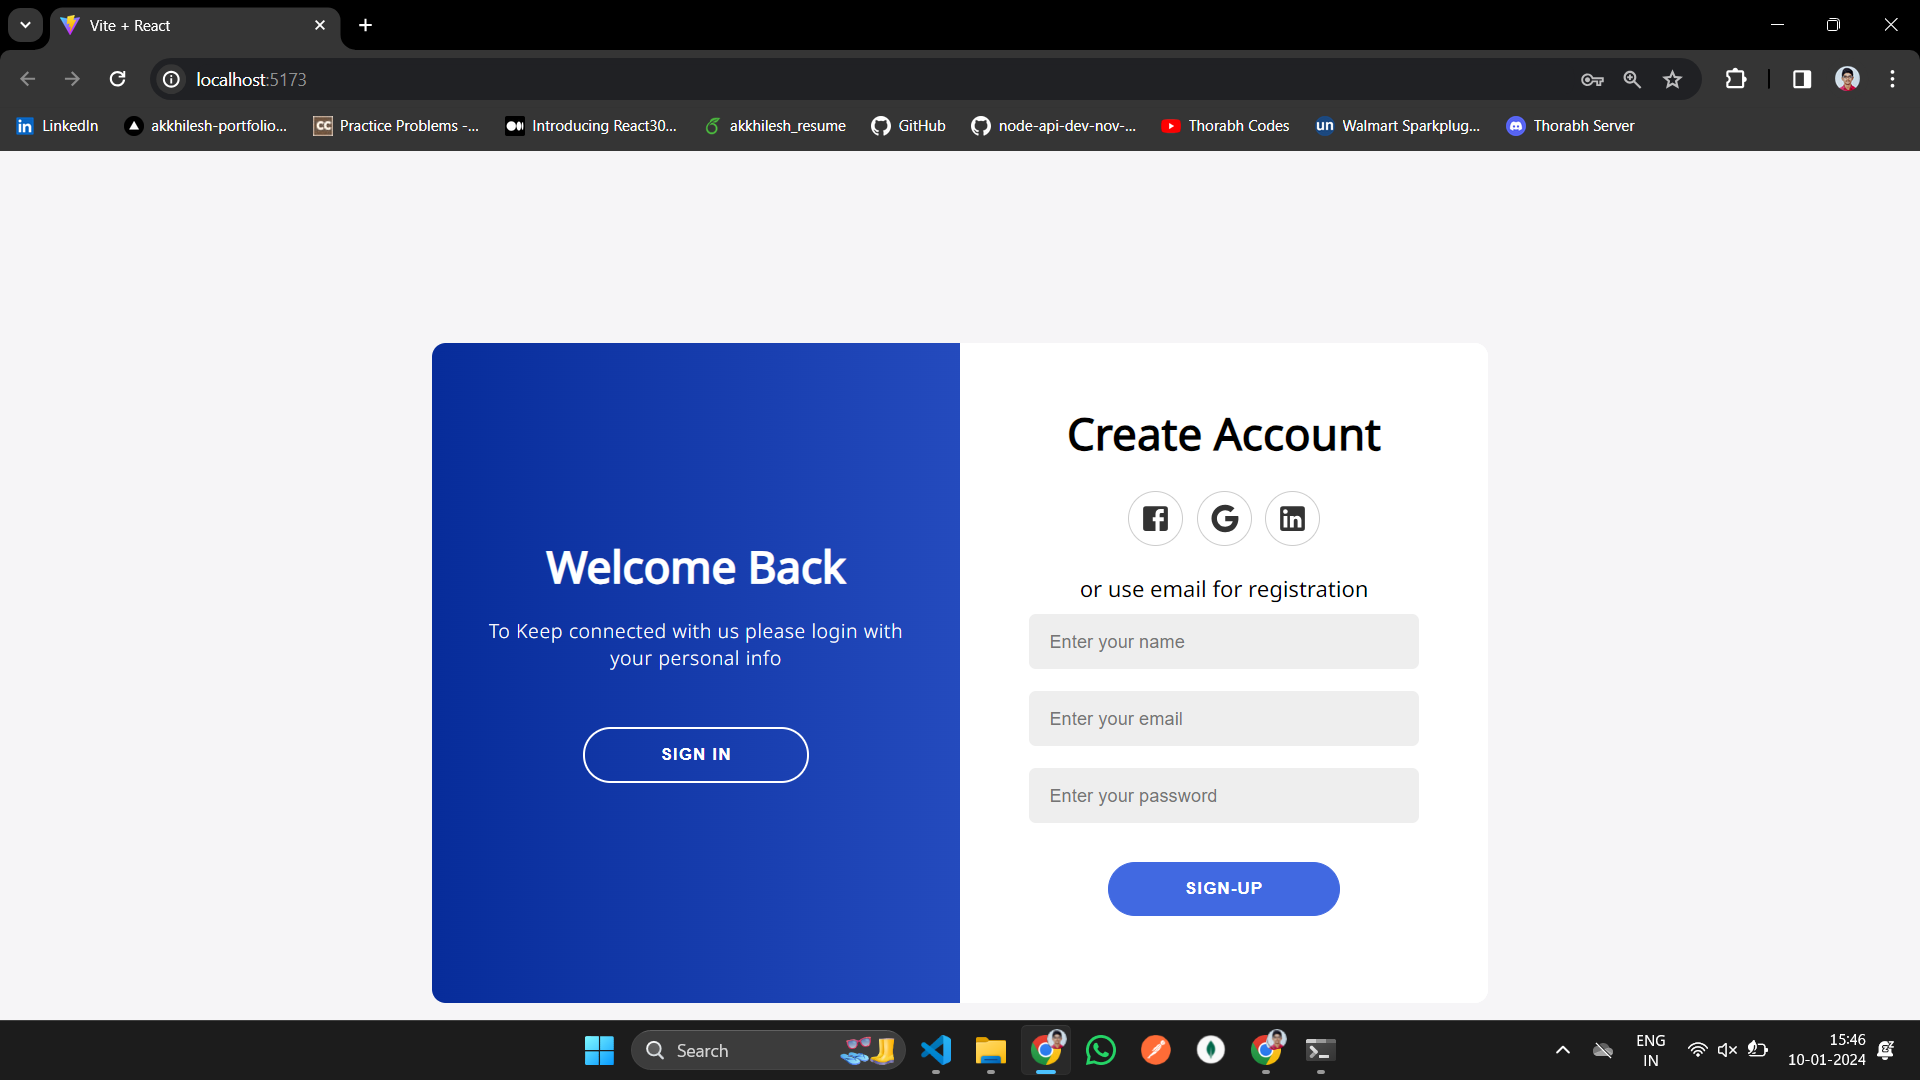 Vite + React
localhost:5173
LinkedIn
akkhilesh-portfolio...
CC Practice Problems -...
Introducing React30...
akkhilesh_resume
GitHub
node-api-dev-nov-...
Thorabh Codes
un Walmart Sparkplug...
Thorabh Server
Welcome Back
To Keep connected with us please login with
your personal info
SIGN IN
Create Account
or use email for registration
Enter your name
Enter your email
Enter your password
SIGN-UP
Search
ENG
IN
15:46
10-01-2024